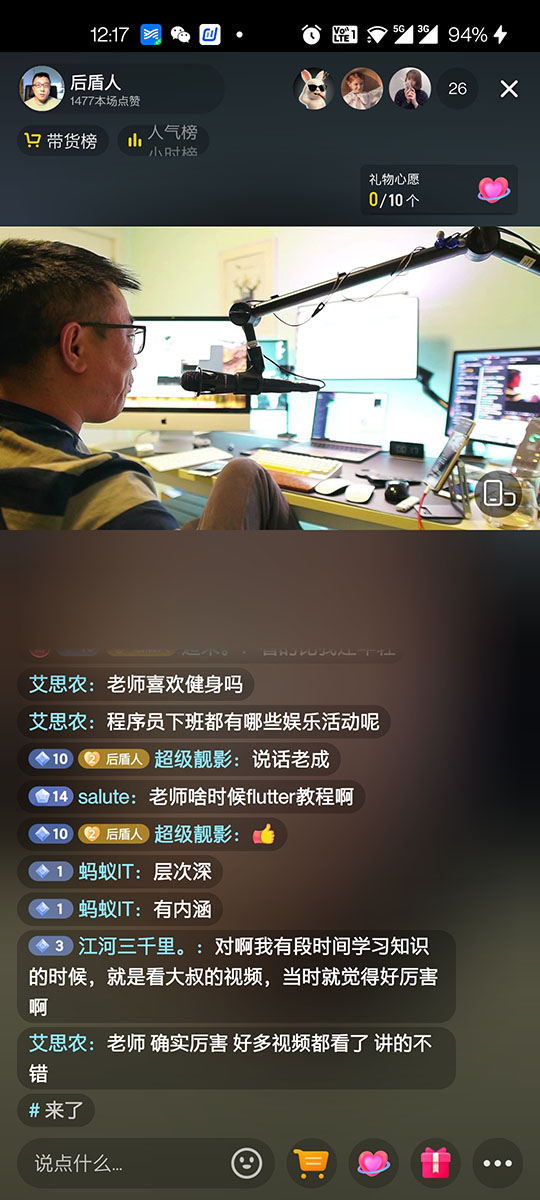 12:17
Vo LTE 1 5G 3G 94%
后盾人
1477本场点赞
26
带货榜
人气榜
小时榜
礼物心愿
0/10个
艾思农：老师喜欢健身吗
艾思农：程序员下班都有哪些娱乐活动呢
10 2 后盾人 超级靓影：说话老成
14 salute：老师啥时候flutter教程啊
10 2 后盾人 超级靓影：👍
1 蚂蚁IT：层次深
1 蚂蚁IT：有内涵
3 江河三千里。：对啊我有段时间学习知识
的时候，就是看大叔的视频，当时就觉得好厉害
啊
艾思农：老师 确实厉害 好多视频都看了 讲的不
错
# 来了
说点什么...